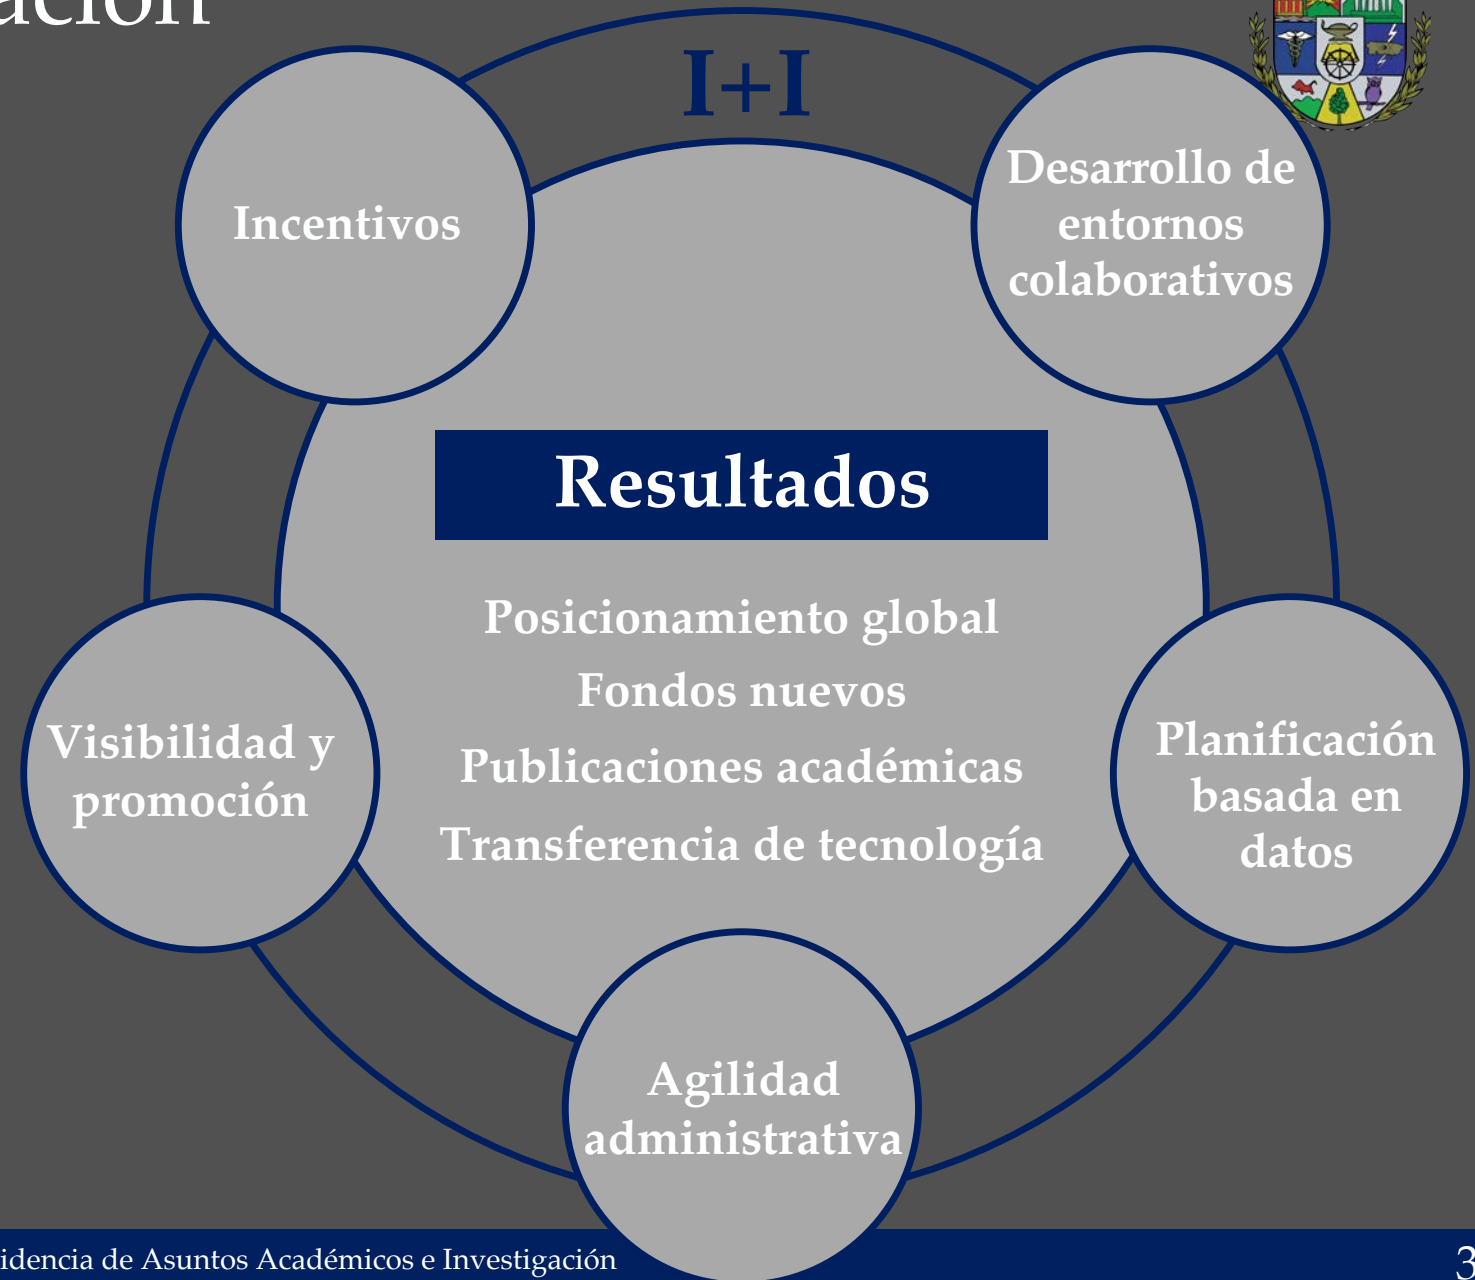 I+I
Incentivos
Desarrollo de
entornos
colaborativos
Resultados
Posicionamiento global
Fondos nuevos
Publicaciones académicas
Transferencia de tecnología
Visibilidad y
promoción
Planificación
basada en
datos
Agilidad
administrativa
idencia de Asuntos Académicos e Investigación
3